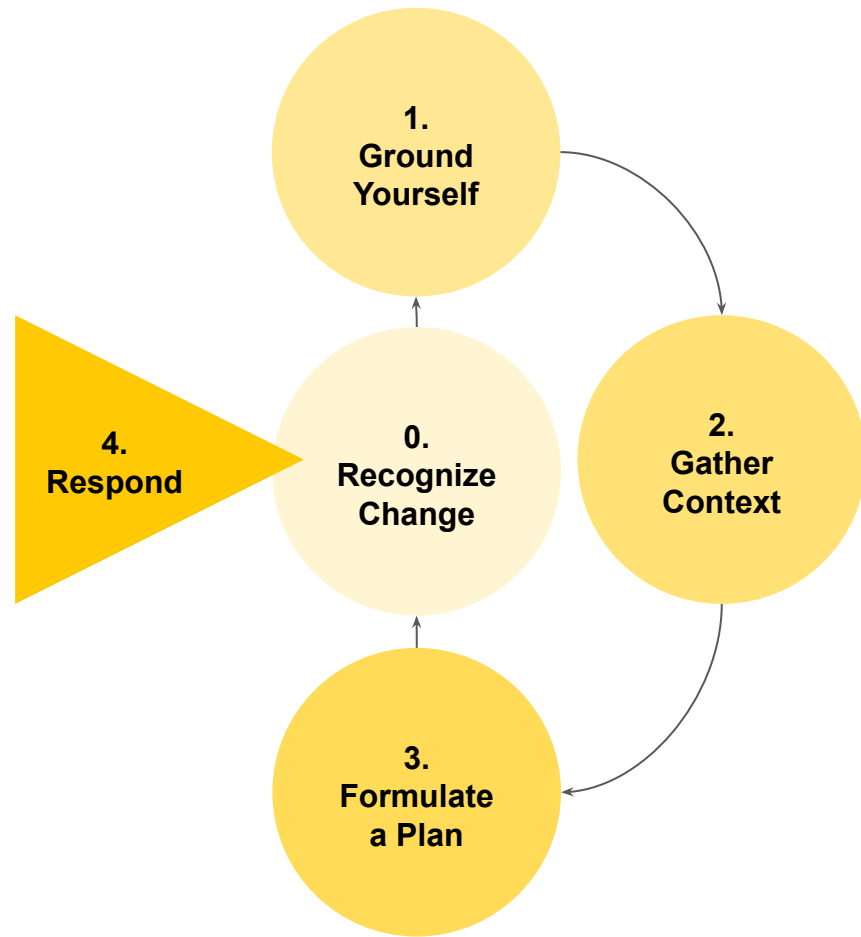 1.
Ground
Yourself
4.
Respond
0.
Recognize
Change
2.
Gather
Context
3.
Formulate
a Plan